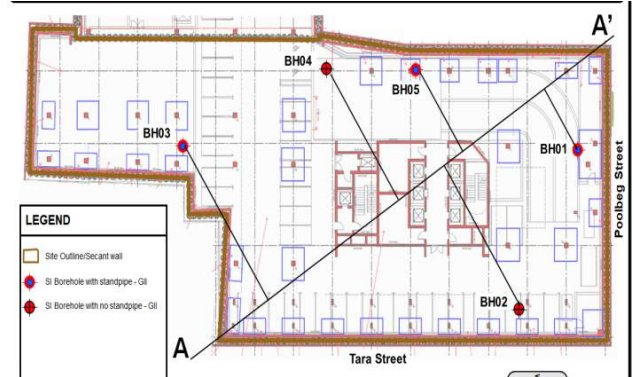 A'
BH04
BH05
BH03
BH01
Poolbeg Street
LEGEND
Site Outline/Secant wall
SI Borehole with standpipe - GII
SI Borehole with no standpipe - GII
BH02
A
Tara Street